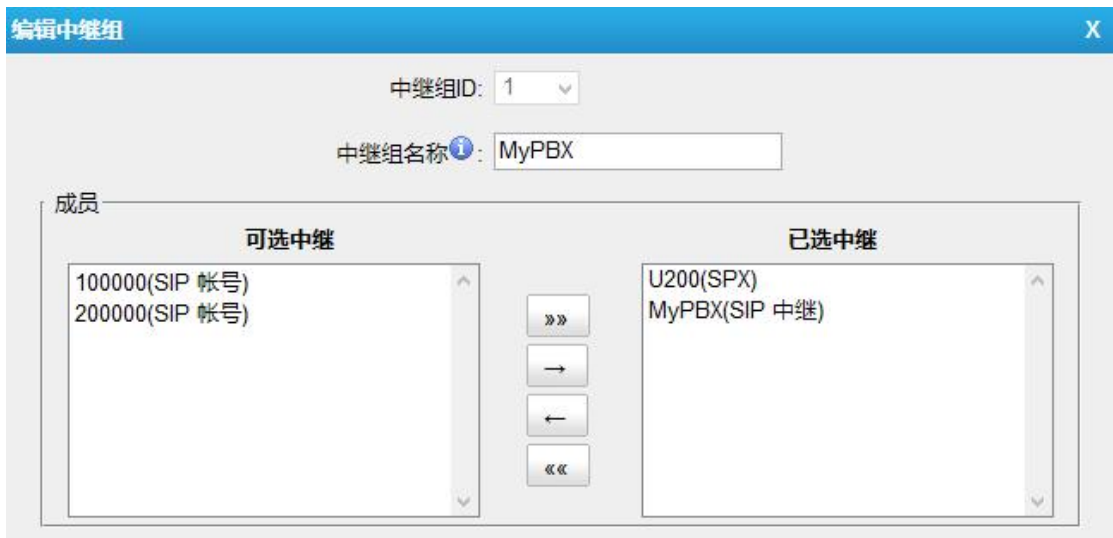 编辑中继组 X
中继组ID: 1
中继组名称 i : MyPBX
成员
可选中继 已选中继
100000(SIP 帐号) U200(SPX)
200000(SIP 帐号) MyPBX(SIP 中继)
»»
→
←
««